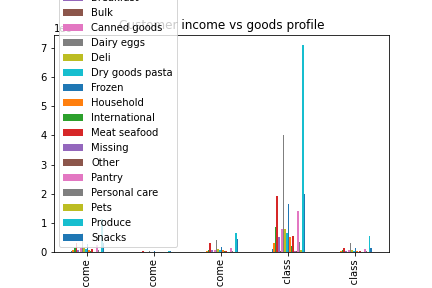 Customer income vs goods profile
Bulk
Canned goods
Dairy eggs
Deli
Dry goods pasta
Frozen
Household
International
Meat seafood
Missing
Other
Pantry
Personal care
Pets
Produce
Snacks
7
6
5
4
3
2
1
0
come
come
come
class
class